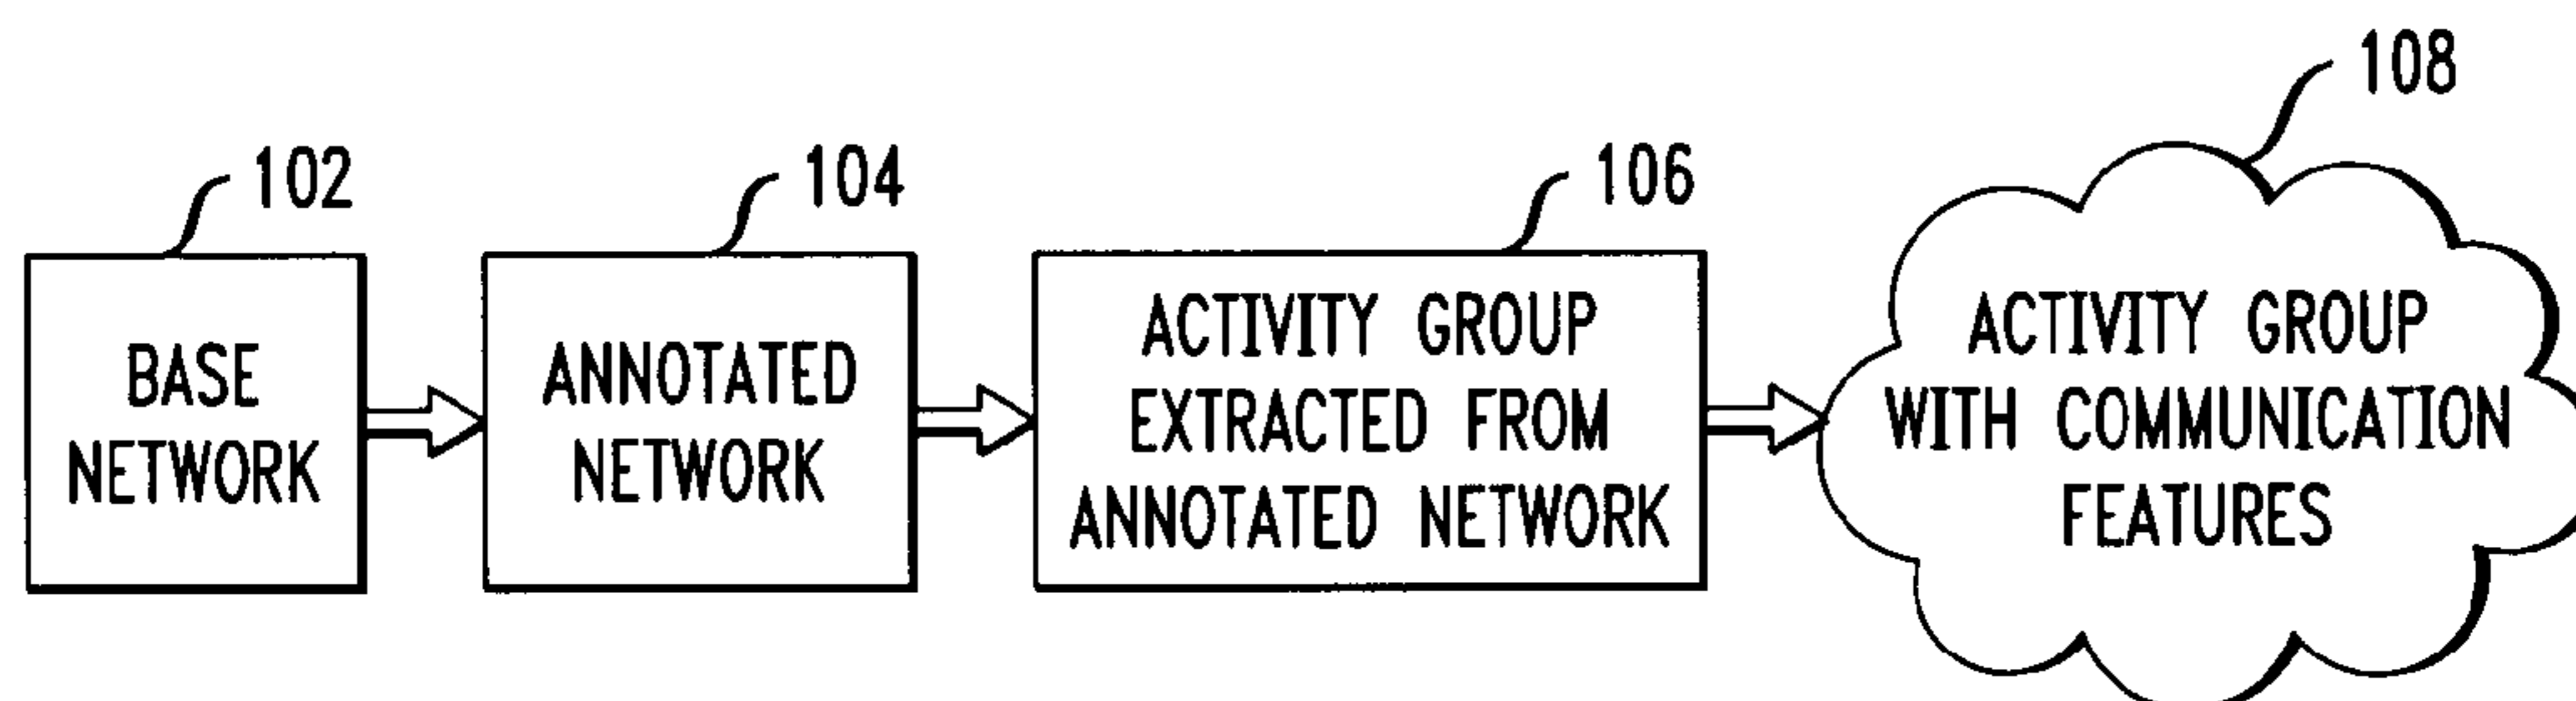 102
104
106
108
BASE
NETWORK
ANNOTATED
NETWORK
ACTIVITY GROUP
EXTRACTED FROM
ANNOTATED NETWORK
ACTIVITY GROUP
WITH COMMUNICATION
FEATURES